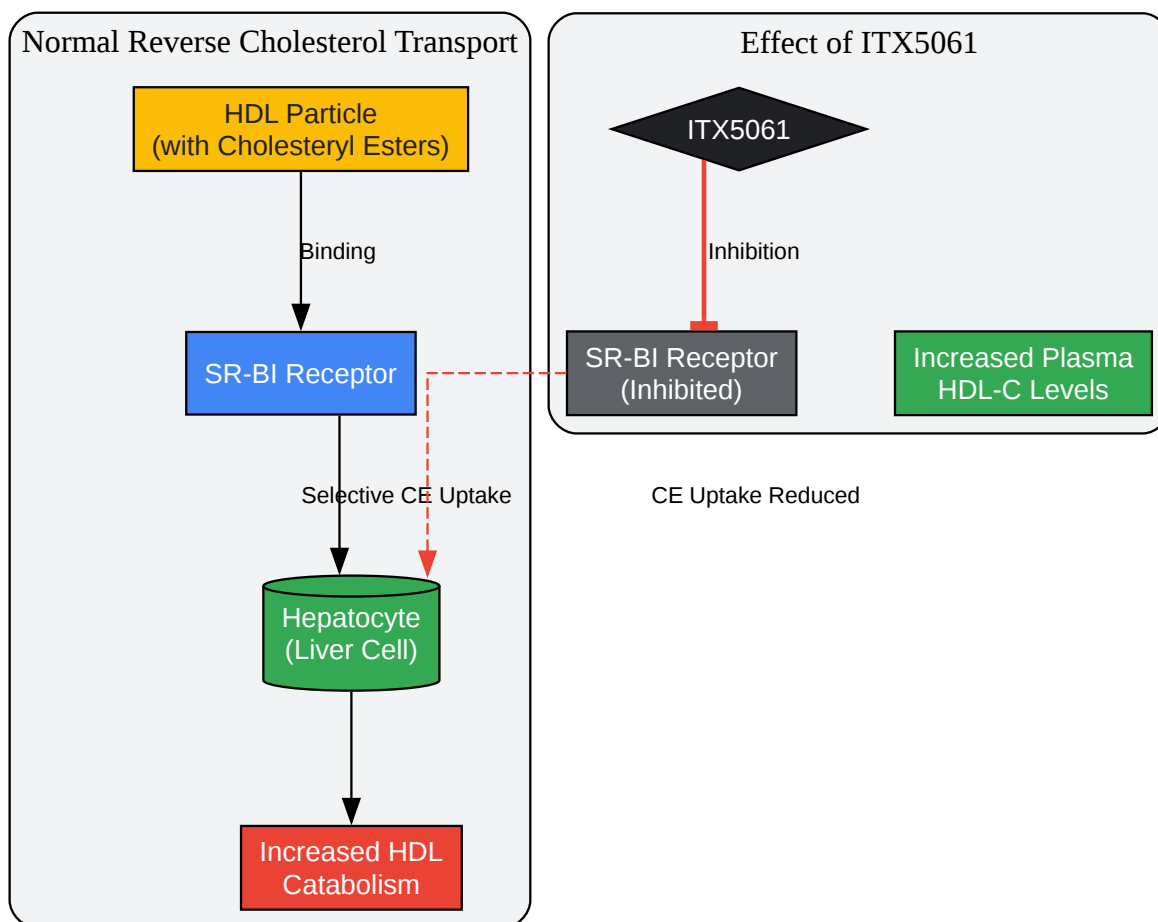 Normal Reverse Cholesterol Transport
HDL Particle
(with Cholesteryl Esters)
Binding
SR-BI Receptor
Selective CE Uptake
Hepatocyte
(Liver Cell)
Increased HDL
Catabolism
Effect of ITX5061
ITX5061
Inhibition
SR-BI Receptor
(Inhibited)
Increased Plasma
HDL-C Levels
CE Uptake Reduced